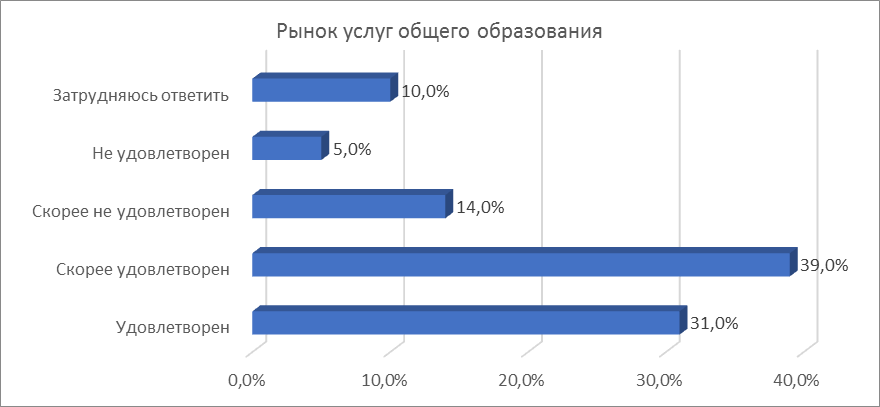 Рынок услуг общего образования
Затрудняюсь ответить
10,0%
Не удовлетворен
5,0%
Скорее не удовлетворен
14,0%
Скорее удовлетворен
39,0%
Удовлетворен
31,0%
0,0% 10,0% 20,0% 30,0% 40,0%